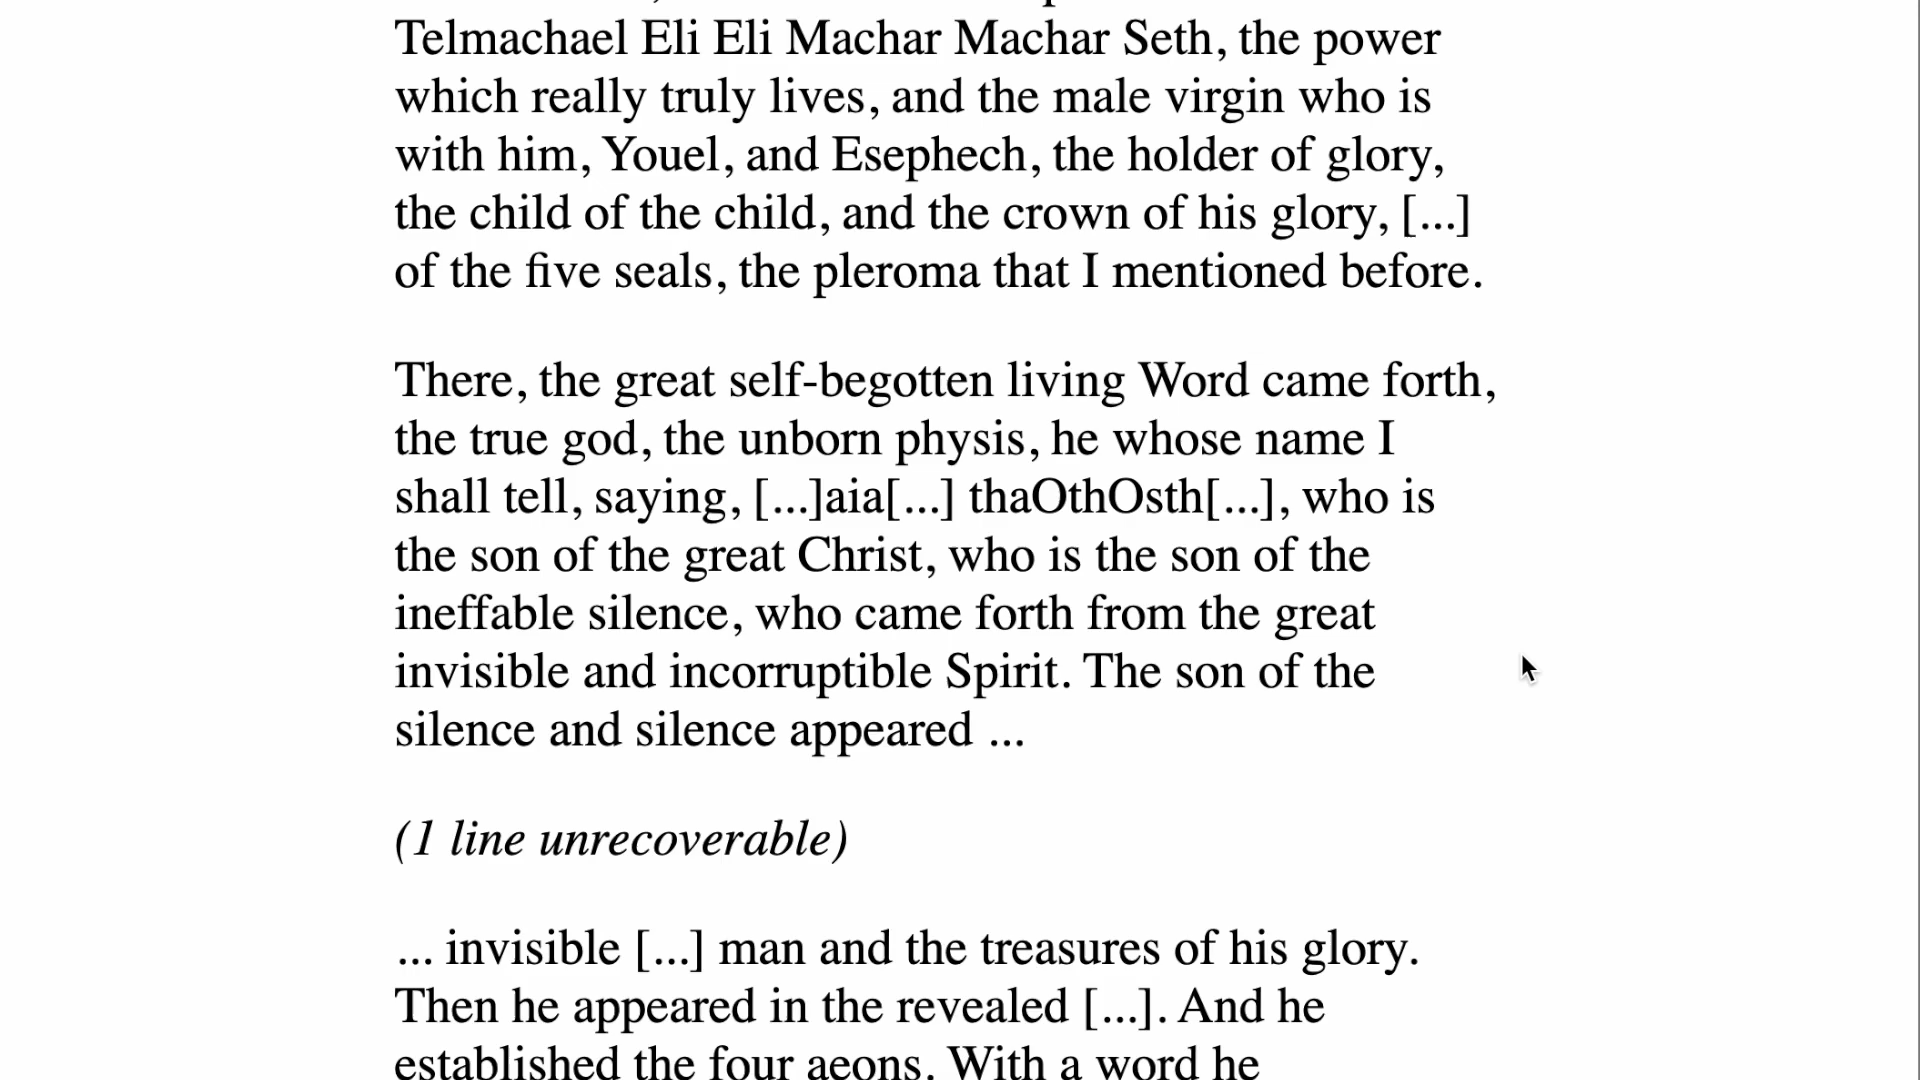 Telmachael Eli Eli Machar Machar Seth, the power
which really truly lives, and the male virgin who is
with him, Youel, and Esephech, the holder of glory,
the child of the child, and the crown of his glory, [...]
of the five seals, the pleroma that I mentioned before.
There, the great self-begotten living Word came forth,
the true god, the unborn physis, he whose name I
shall tell, saying, [...]aia[...] thaOthOsth[...], who is
the son of the great Christ, who is the son of the
ineffable silence, who came forth from the great
invisible and incorruptible Spirit. The son of the
silence and silence appeared ...
(1 line unrecoverable)
... invisible [...] man and the treasures of his glory.
Then he appeared in the revealed [...]. And he
established the four aeons. With a word he